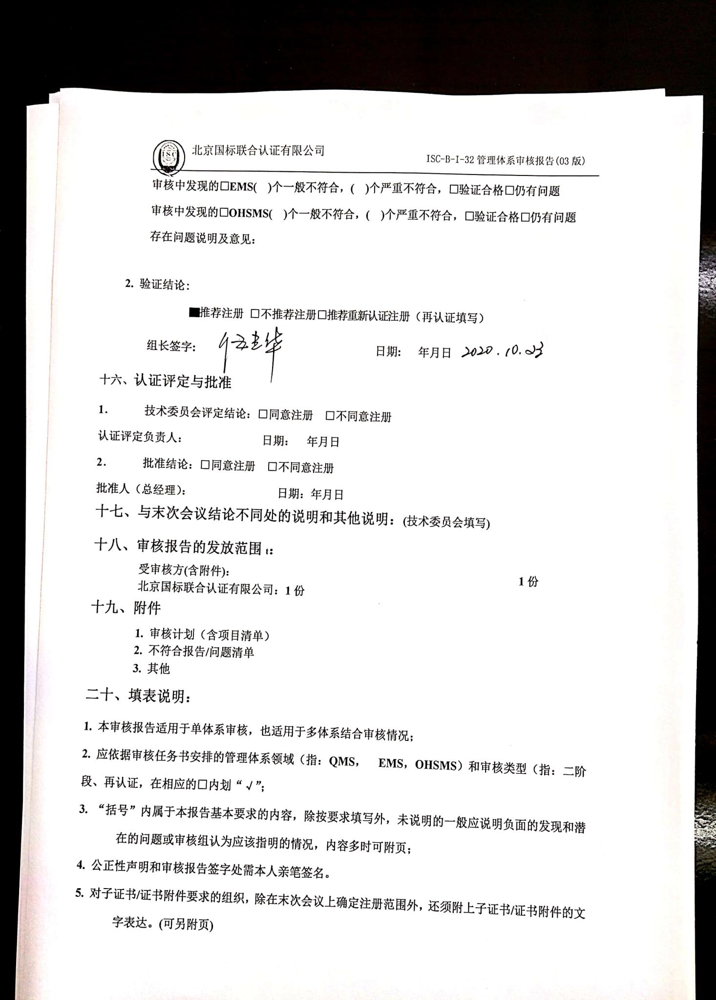 ISC
北京国标联合认证有限公司
ISC-B-I-32 管理体系审核报告(03 版)
审核中发现的□EMS( )个一般不符合，( )个严重不符合，□验证合格□仍有问题
审核中发现的□OHSMS( )个一般不符合，( )个严重不符合，□验证合格□仍有问题
存在问题说明及意见：
2. 验证结论：
■推荐注册 □不推荐注册□推荐重新认证注册（再认证填写）
组长签字： 日期： 年月日 2020.10.23
十六、认证评定与批准
1. 技术委员会评定结论：□同意注册 □不同意注册
认证评定负责人： 日期： 年月日
2. 批准结论：□同意注册 □不同意注册
批准人（总经理）： 日期：年月日
十七、与末次会议结论不同处的说明和其他说明：(技术委员会填写)
十八、审核报告的发放范围 t：
受审核方(含附件)： 1 份
北京国标联合认证有限公司：1 份
十九、附件
1. 审核计划（含项目清单）
2. 不符合报告/问题清单
3. 其他
二十、填表说明：
1. 本审核报告适用于单体系审核，也适用于多体系结合审核情况；
2. 应依据审核任务书安排的管理体系领域（指：QMS， EMS，OHSMS）和审核类型（指：二阶
段、再认证，在相应的□内划“√”；
3. “括号”内属于本报告基本要求的内容，除按要求填写外，未说明的一般应说明负面的发现和潜
在的问题或审核组认为应该指明的情况，内容多时可附页；
4. 公正性声明和审核报告签字处需本人亲笔签名。
5. 对子证书/证书附件要求的组织，除在末次会议上确定注册范围外，还须附上子证书/证书附件的文
字表达。(可另附页)